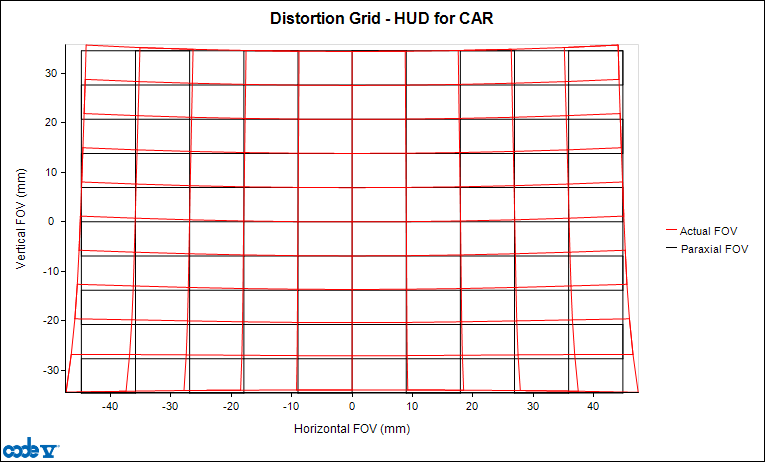 Distortion Grid - HUD for CAR
30
20
10
0
-10
-20
-30
Vertical FOV (mm)
Actual FOV
Paraxial FOV
-40 -30 -20 -10 0 10 20 30 40
Horizontal FOV (mm)
code V